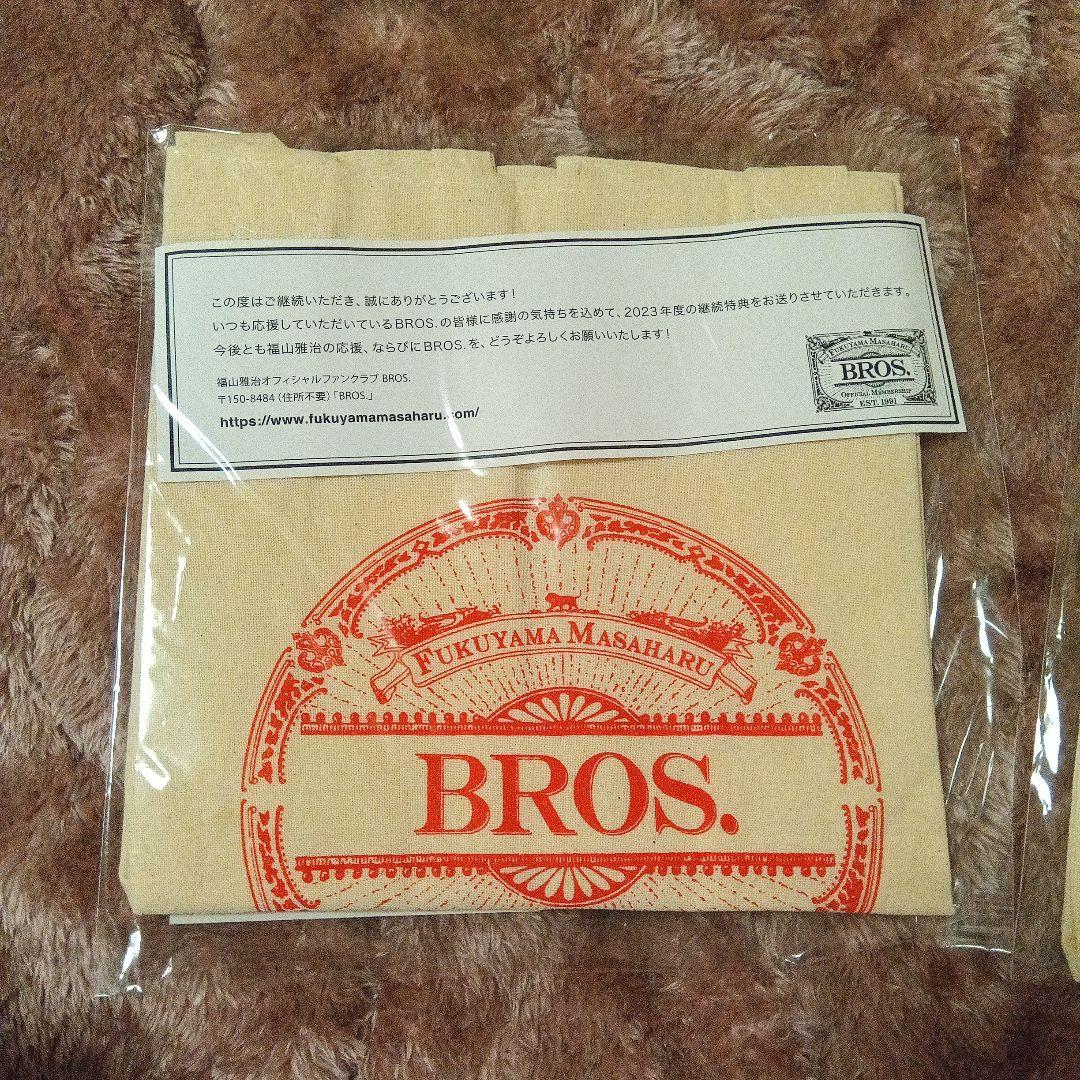 この度はご継続いただき、誠にありがとうございます!
いつも応援していただいているBROS.の皆様に感謝の気持ちを込めて、2023年度の継続特典をお送りさせていただきます。
今後とも福山雅治の応援、ならびにBROS.を、どうぞよろしくお願いいたします!
福山雅治オフィシャルファンクラブ BROS.
〒150-8484(住所不要)「BROS.」
https://www.fukuyamamasaharu.com/
FUKUYAMA MASAHARU
BROS.
OFFICIAL MEMBERSHIP
EST. 1991
FUKUYAMA MASAHARU
BROS.